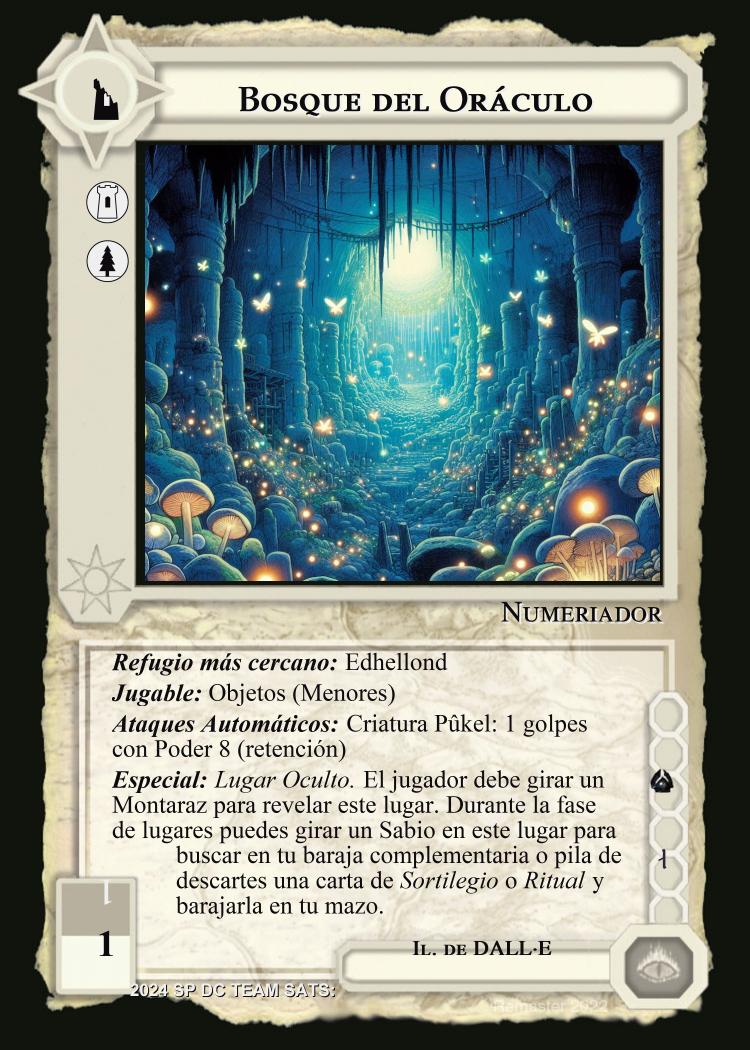 Bosque del Oráculo
Numeriador
Refugio más cercano: Edhellond
Jugable: Objetos (Menores)
Ataques Automáticos: Criatura Pûkel: 1 golpes
con Poder 8 (retención)
Especial: Lugar Oculto. El jugador debe girar un
Montaraz para revelar este lugar. Durante la fase
de lugares puedes girar un Sabio en este lugar para
buscar en tu baraja complementaria o pila de
descartes una carta de Sortilegio o Ritual y
barajarla en tu mazo.
1
Il. de DALL·E
2024 SP DC TEAM SATS:
Remaster 2022